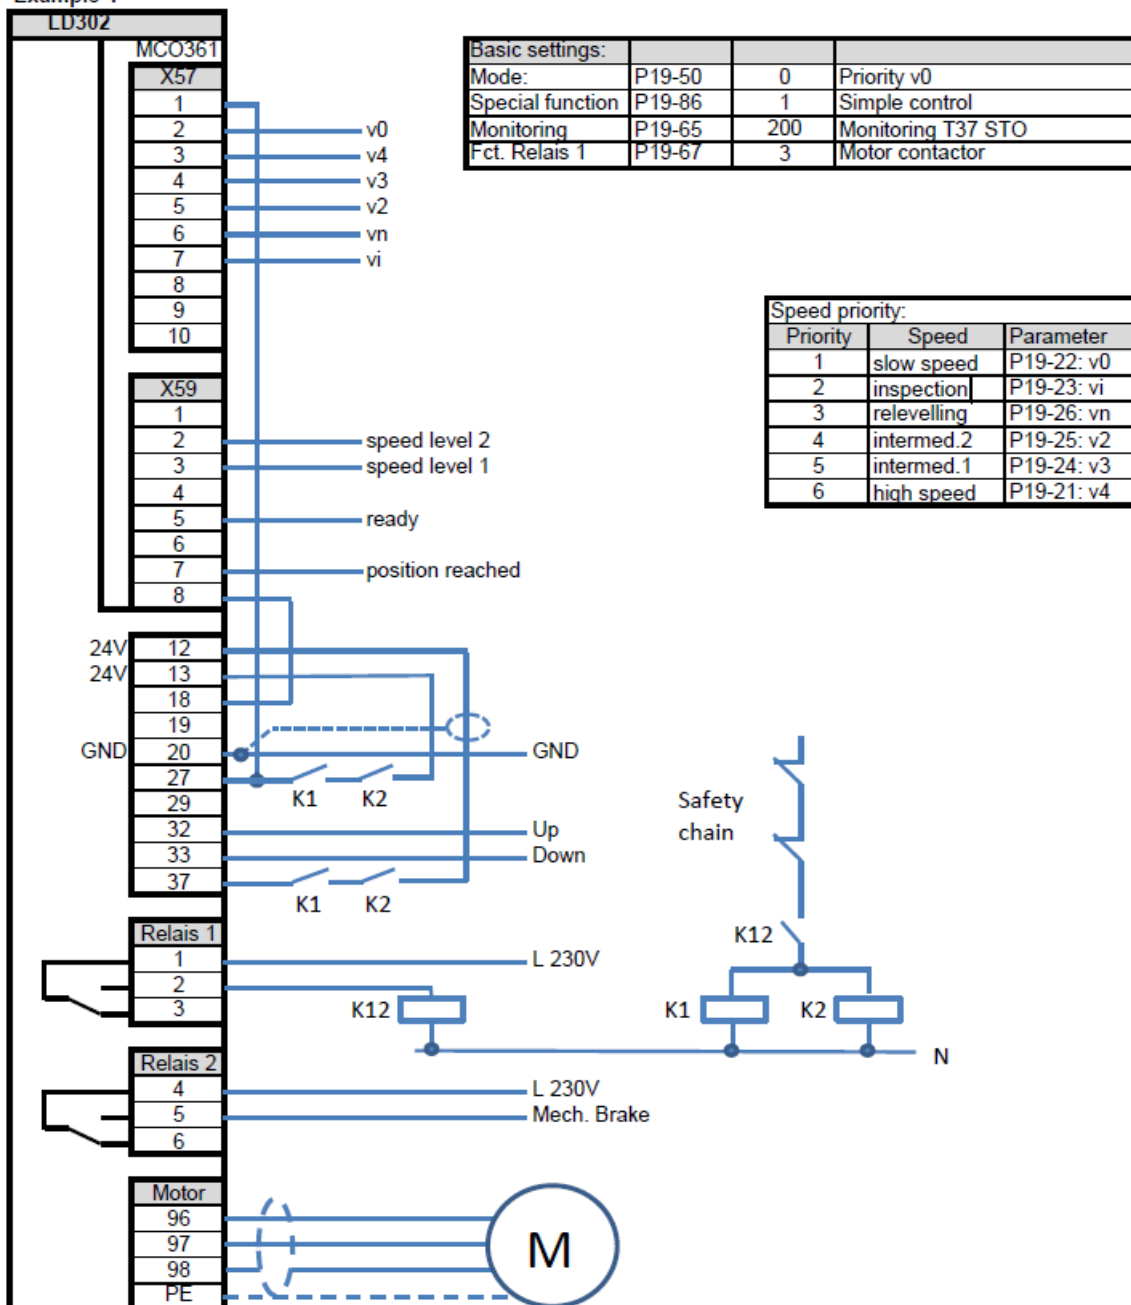 LD302
MCO361
X57
1
2 v0
3 v4
4 v3
5 v2
6 vn
7 vi
8
9
10
Basic settings:
Mode: P19-50 0 Priority v0
Special function P19-86 1 Simple control
Monitoring P19-65 200 Monitoring T37 STO
Fct. Relais 1 P19-67 3 Motor contactor
Speed priority:
Priority Speed Parameter
1 slow speed P19-22: v0
2 inspection P19-23: vi
3 relevelling P19-26: vn
4 intermed.2 P19-25: v2
5 intermed.1 P19-24: v3
6 high speed P19-21: v4
X59
1
2 speed level 2
3 speed level 1
4
5 ready
6
7 position reached
8
24V 12
24V 13
18
19
GND 20 GND
27
K1 K2
29
32 Up
33 Down
37
K1 K2
Safety
chain
K12
Relais 1
1 L 230V
2
3
K12 K1 K2
N
Relais 2
4 L 230V
5 Mech. Brake
6
Motor
96
97
98
PE
M